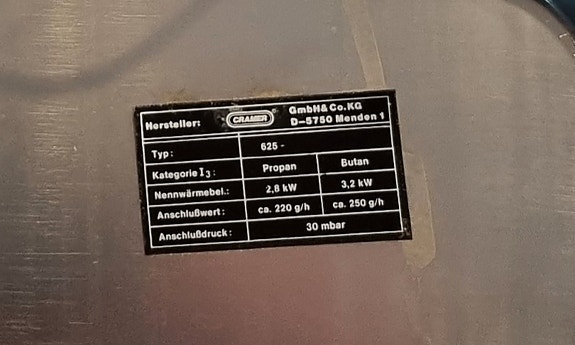 Hersteller: CRAMER GmbH & Co.KG
D-5750 Menden 1
Typ: 625 -
Kategorie I3: Propan Butan
Nennwärmebel.: 2,8 kW 3,2 kW
Anschlußwert: ca. 220 g/h ca. 250 g/h
Anschlußdruck: 30 mbar